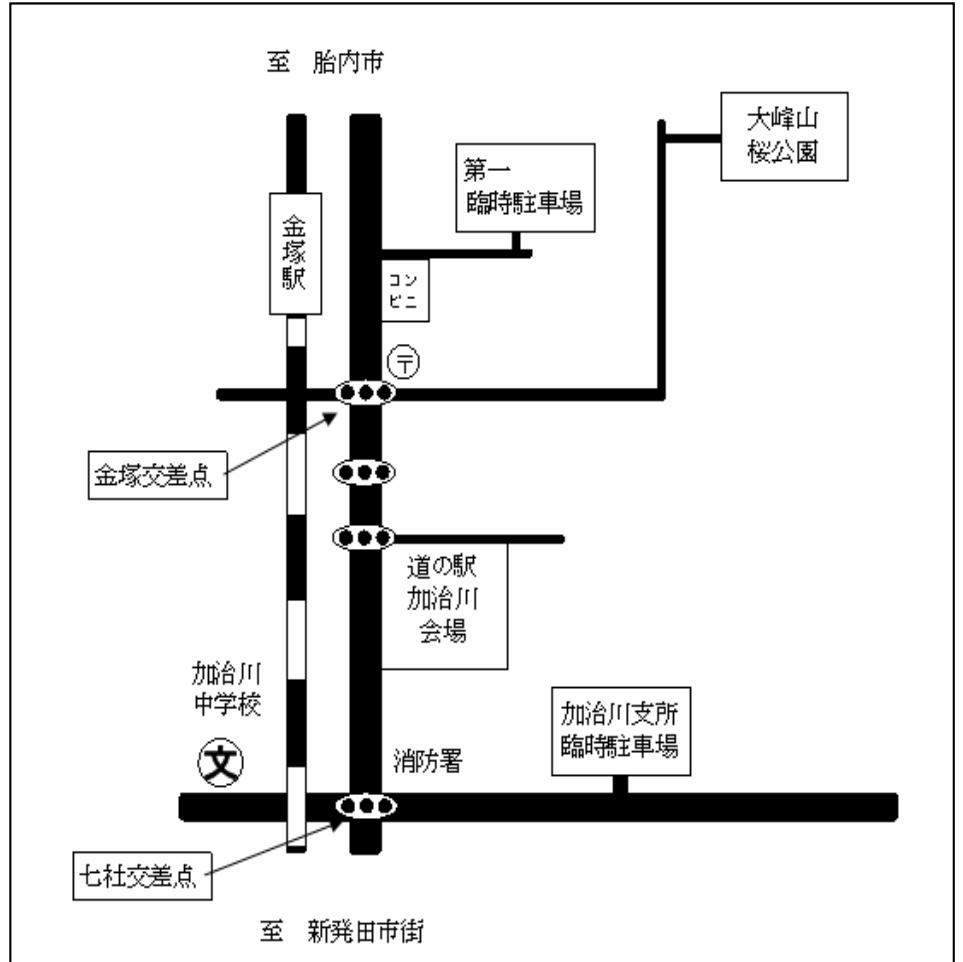 至 胎内市
大峰山
桜公園
第一
臨時駐車場
金塚駅
コン
ビニ
〒
金塚交差点
道の駅
加治川
会場
加治川
中学校
文
加治川支所
臨時駐車場
消防署
七社交差点
至 新発田市街